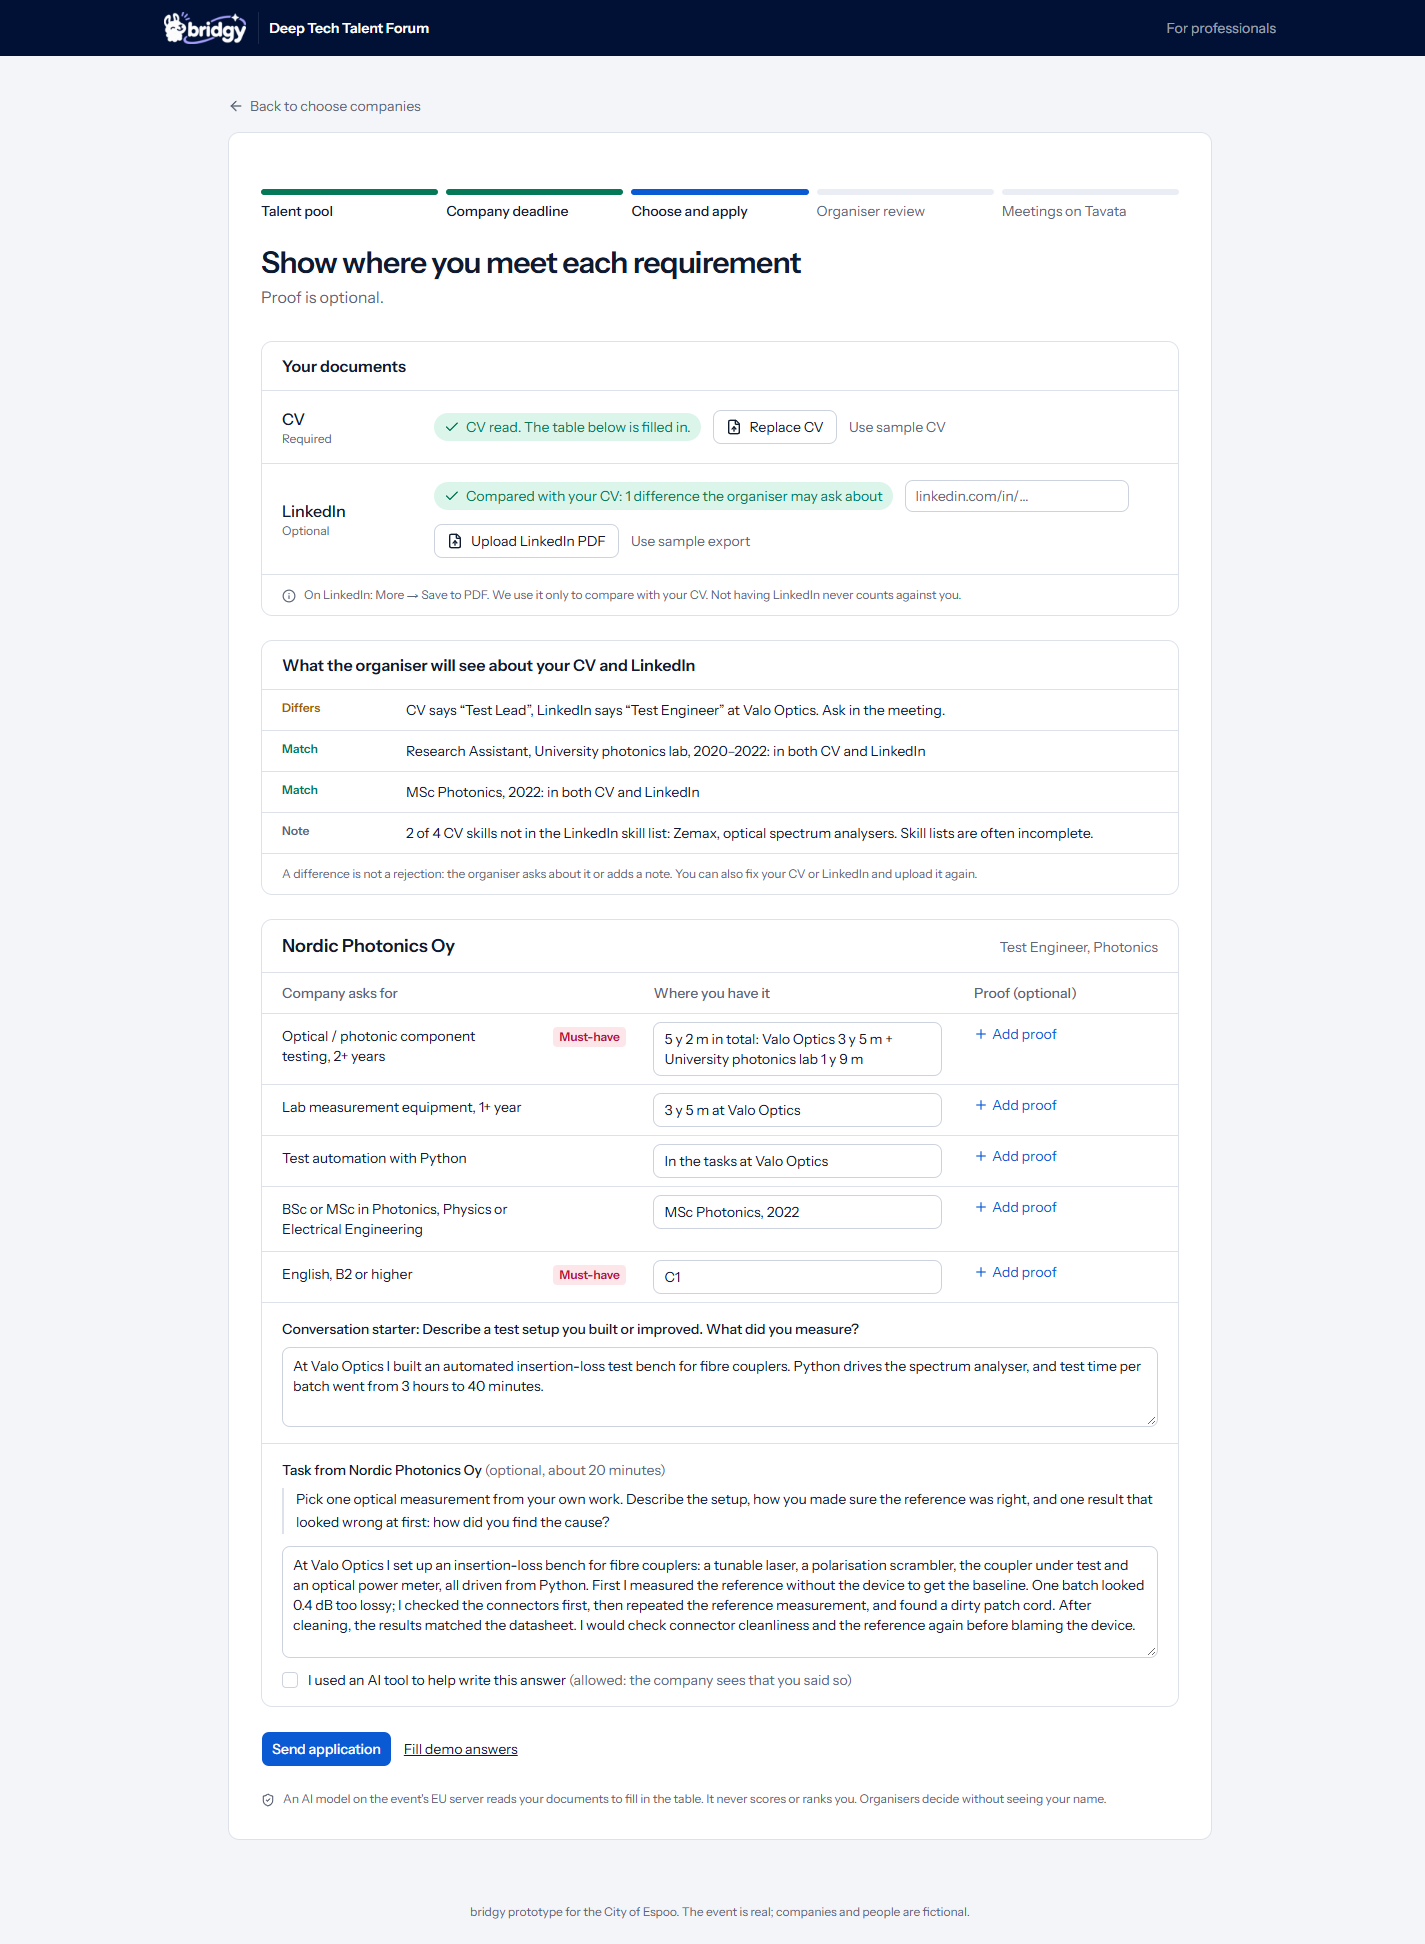 bridgy
Deep Tech Talent Forum
For professionals
Back to choose companies
Talent pool
Company deadline
Choose and apply
Organiser review
Meetings on Tavata
Show where you meet each requirement
Proof is optional.
Your documents
CV
Required
CV read. The table below is filled in.
Replace CV
Use sample CV
LinkedIn
Optional
Compared with your CV: 1 difference the organiser may ask about
linkedin.com/in/...
Upload LinkedIn PDF
Use sample export
On LinkedIn: More → Save to PDF. We use it only to compare with your CV. Not having LinkedIn never counts against you.
What the organiser will see about your CV and LinkedIn
Differs
CV says “Test Lead”, LinkedIn says “Test Engineer” at Valo Optics. Ask in the meeting.
Match
Research Assistant, University photonics lab, 2020–2022: in both CV and LinkedIn
Match
MSc Photonics, 2022: in both CV and LinkedIn
Note
2 of 4 CV skills not in the LinkedIn skill list: Zemax, optical spectrum analysers. Skill lists are often incomplete.
A difference is not a rejection: the organiser asks about it or adds a note. You can also fix your CV or LinkedIn and upload it again.
Nordic Photonics Oy
Test Engineer, Photonics
Company asks for
Where you have it
Proof (optional)
Optical / photonic component
testing, 2+ years
Must-have
5 y 2 m in total: Valo Optics 3 y 5 m +
University photonics lab 1 y 9 m
+ Add proof
Lab measurement equipment, 1+ year
3 y 5 m at Valo Optics
+ Add proof
Test automation with Python
In the tasks at Valo Optics
+ Add proof
BSc or MSc in Photonics, Physics or
Electrical Engineering
MSc Photonics, 2022
+ Add proof
English, B2 or higher
Must-have
C1
+ Add proof
Conversation starter: Describe a test setup you built or improved. What did you measure?
At Valo Optics I built an automated insertion-loss test bench for fibre couplers. Python drives the spectrum analyser, and test time per
batch went from 3 hours to 40 minutes.
Task from Nordic Photonics Oy (optional, about 20 minutes)
Pick one optical measurement from your own work. Describe the setup, how you made sure the reference was right, and one result that
looked wrong at first: how did you find the cause?
At Valo Optics I set up an insertion-loss bench for fibre couplers: a tunable laser, a polarisation scrambler, the coupler under test and
an optical power meter, all driven from Python. First I measured the reference without the device to get the baseline. One batch looked
0.4 dB too lossy; I checked the connectors first, then repeated the reference measurement, and found a dirty patch cord. After
cleaning, the results matched the datasheet. I would check connector cleanliness and the reference again before blaming the device.
I used an AI tool to help write this answer (allowed: the company sees that you said so)
Send application
Fill demo answers
An AI model on the event's EU server reads your documents to fill in the table. It never scores or ranks you. Organisers decide without seeing your name.
bridgy prototype for the City of Espoo. The event is real; companies and people are fictional.